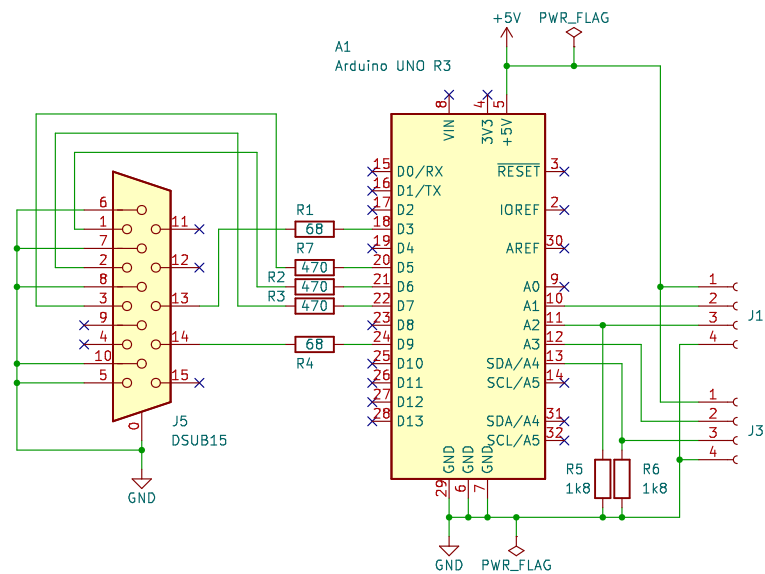 +5V PWR_FLAG
A1
Arduino UNO R3
8 4 5
VIN 3V3 +5V
15 D0/RX RESET 3
16 D1/TX
17 D2 IOREF 2
18 D3
19 D4 AREF 30
20 D5
21 D6 A0 9
22 D7 A1 10
23 D8 A2 11
24 D9 A3 12
25 D10 SDA/A4 13
26 D11 SCL/A5 14
27 D12
28 D13 SDA/A4 31
SCL/A5 32
GND GND GND
29 6 7
GND PWR_FLAG
R1
68
R7
470
R2
470
R3
470
68
R4
6
1 11
7
2 12
8
3 13
9
4 14
10
5 15
0
J5
DSUB15
GND
R5
1k8
R6
1k8
1
2
3
4
J1
1
2
3
4
J3